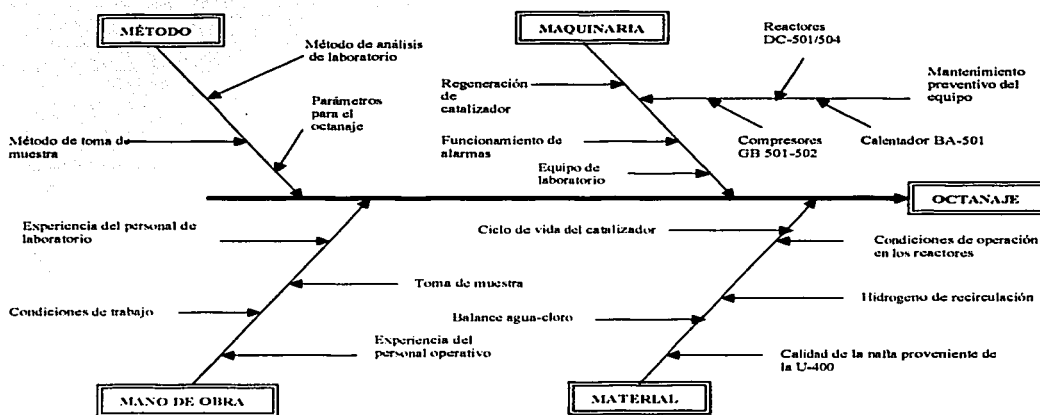 MÉTODO
Método de análisis
de laboratorio
Parámetros
para el
octanaje
Método de toma de
muestra
MAQUINARIA
Reactores
DC-501/504
Regeneración
de
catalizador
Mantenimiento
preventivo del
equipo
Funcionamiento de
alarmas
Compresores
GB 501-502
Calentador BA-501
Equipo de
laboratorio
OCTANAJE
Experiencia del personal de
laboratorio
Toma de muestra
Condiciones de trabajo
Experiencia del
personal operativo
MANO DE OBRA
Ciclo de vida del catalizador
Condiciones de operación
en los reactores
Hidrogeno de recirculación
Balance agua-cloro
Calidad de la nafta proveniente de
la U-400
MATERIAL